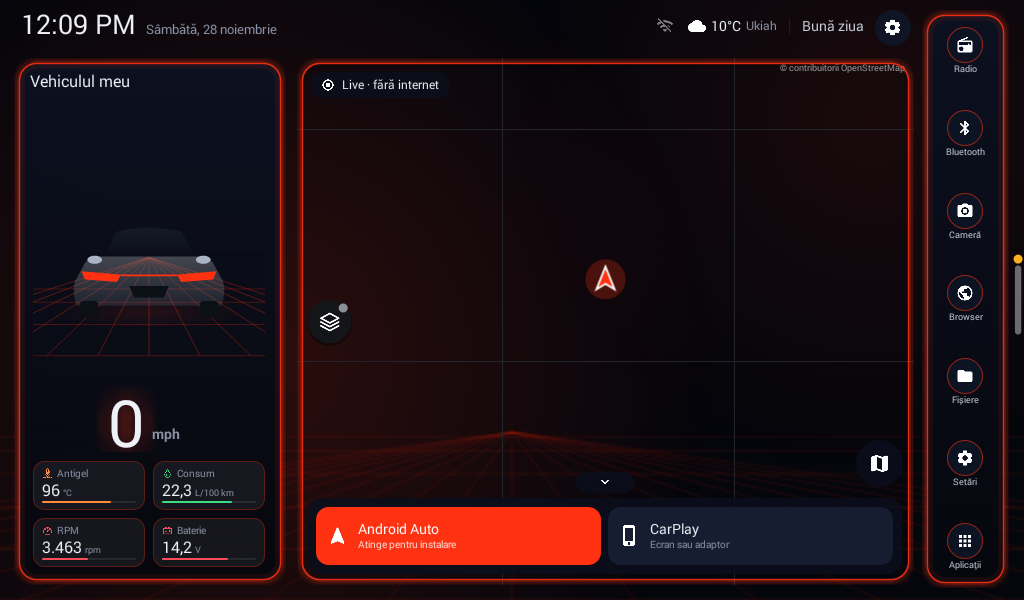 12:09 PM
Sâmbătă, 28 noiembrie
10°C Ukiah
Bună ziua
Vehiculul meu
0 mph
Antigel
96 °C
Consum
22,3 L/100 km
RPM
3.463 rpm
Baterie
14,2 V
Live · fără internet
© contribuitorii OpenStreetMap
Android Auto
Atinge pentru instalare
CarPlay
Ecran sau adaptor
Radio
Bluetooth
Cameră
Browser
Fișiere
Setări
Aplicații